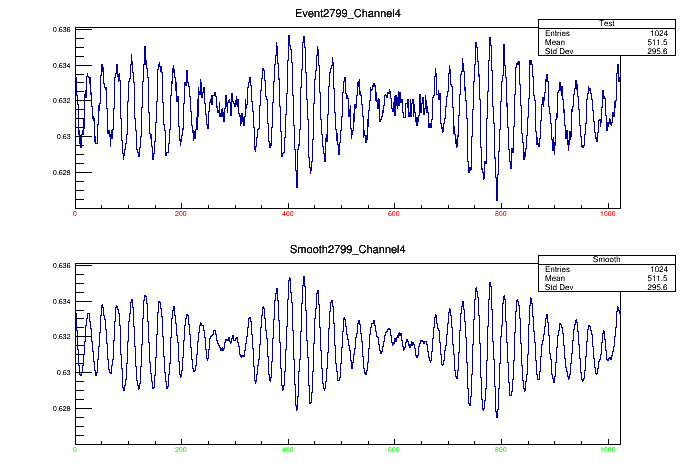 Event2799_Channel4
Test
Entries 1024
Mean 511.5
Std Dev 295.6
0.636
0.634
0.632
0.63
0.628
0 200 400 600 800 1000
Smooth2799_Channel4
Smooth
Entries 1024
Mean 511.5
Std Dev 295.6
0.636
0.634
0.632
0.63
0.628
0 200 400 600 800 1000